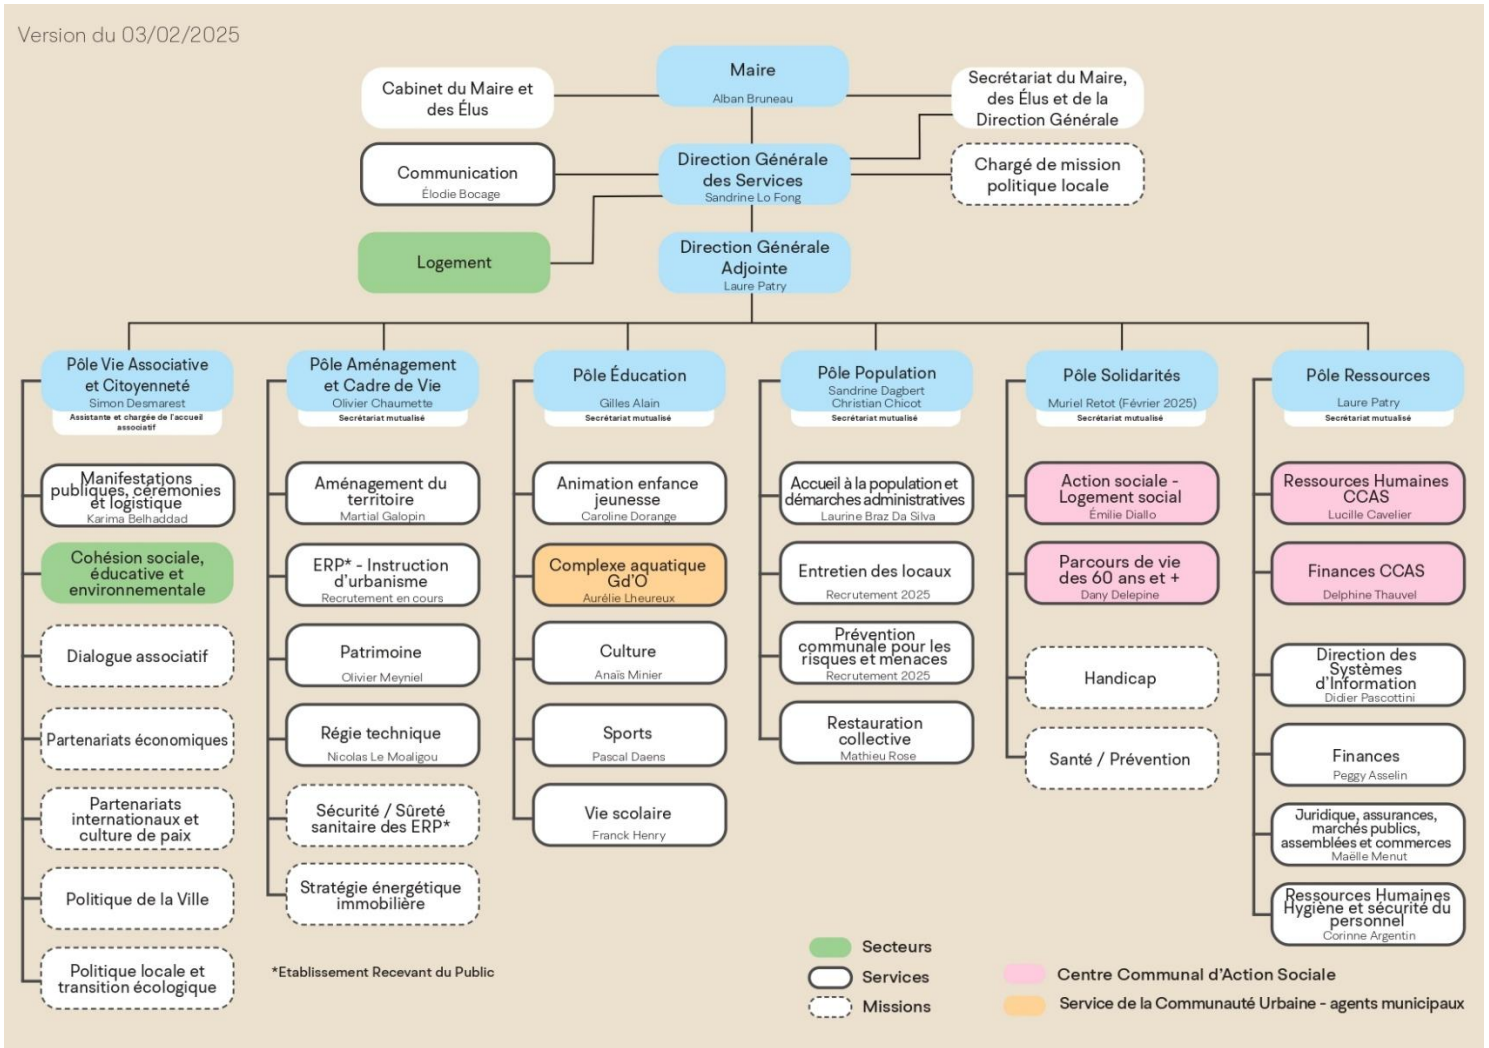 Version du 03/02/2025
Maire
Alban Bruneau
Cabinet du Maire et
des Élus
Secrétariat du Maire,
des Élus et de la
Direction Générale
Communication
Élodie Bocage
Direction Générale
des Services
Sandrine Lo Fong
Chargé de mission
politique locale
Logement
Direction Générale
Adjointe
Laure Patry
Pôle Vie Associative
et Citoyenneté
Simon Desmarest
Assistante et chargée de l'accueil
associatif
Manifestations
publiques, cérémonies
et logistique
Karima Belhaddad
Cohésion sociale,
éducative et
environnementale
Dialogue associatif
Partenariats économiques
Partenariats
internationaux et
culture de paix
Politique de la Ville
Politique locale et
transition écologique
Pôle Aménagement
et Cadre de Vie
Olivier Chaumette
Secrétariat mutualisé
Aménagement du
territoire
Martial Galopin
ERP* - Instruction
d'urbanisme
Recrutement en cours
Patrimoine
Olivier Meyniel
Régie technique
Nicolas Le Moaligou
Sécurité / Sûreté
sanitaire des ERP*
Stratégie énergétique
immobilière
*Etablissement Recevant du Public
Pôle Éducation
Gilles Alain
Secrétariat mutualisé
Animation enfance
jeunesse
Caroline Dorange
Complexe aquatique
Gd'O
Aurélie Lheureux
Culture
Anaïs Minier
Sports
Pascal Daens
Vie scolaire
Franck Henry
Pôle Population
Sandrine Dagbert
Christian Chicot
Secrétariat mutualisé
Accueil à la population et
démarches administratives
Laurine Braz Da Silva
Entretien des locaux
Recrutement 2025
Prévention
communale pour les
risques et menaces
Recrutement 2025
Restauration
collective
Mathieu Rose
Pôle Solidarités
Muriel Retot (Février 2025)
Secrétariat mutualisé
Action sociale -
Logement social
Émilie Diallo
Parcours de vie
des 60 ans et +
Dany Delepine
Handicap
Santé / Prévention
Pôle Ressources
Laure Patry
Secrétariat mutualisé
Ressources Humaines
CCAS
Lucille Cavelier
Finances CCAS
Delphine Thauvel
Direction des
Systèmes
d'Information
Didier Pascottini
Finances
Peggy Asselin
Juridique, assurances,
marchés publics,
assemblées et commerces
Maëlle Menut
Ressources Humaines
Hygiène et sécurité du
personnel
Corinne Argentin
Secteurs
Services
Missions
Centre Communal d'Action Sociale
Service de la Communauté Urbaine - agents municipaux